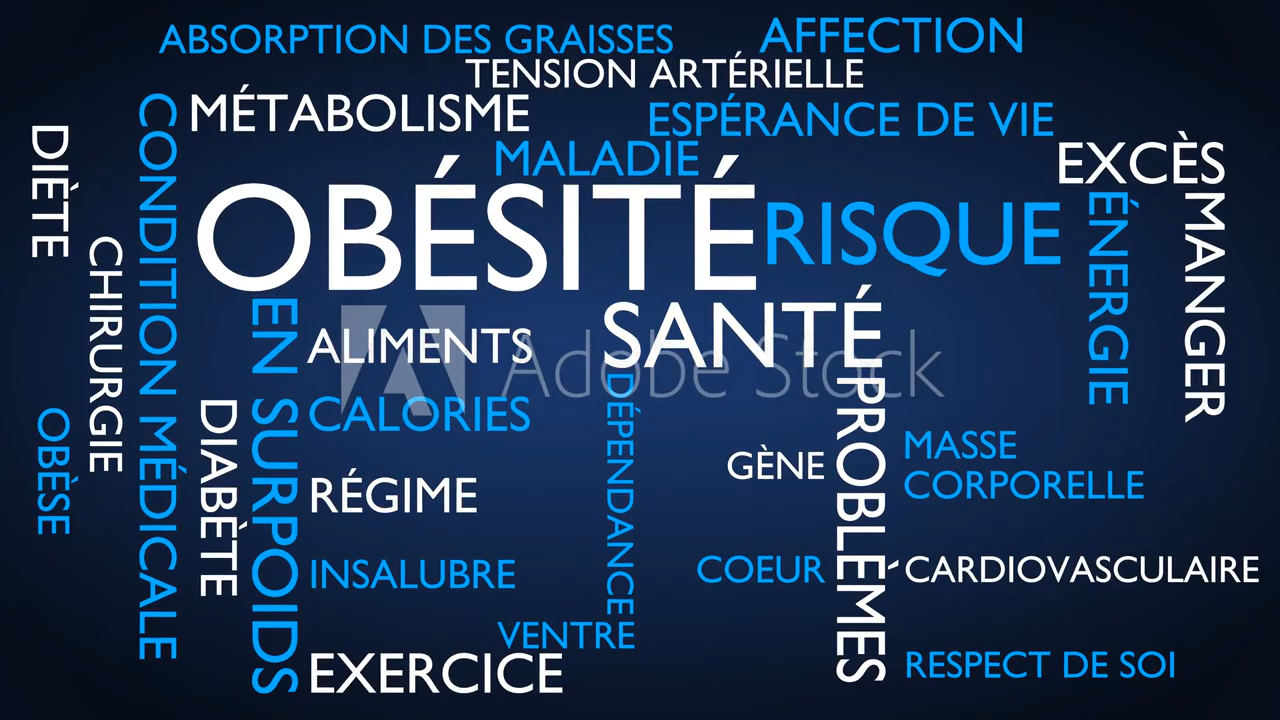 ABSORPTION DES GRAISSES
AFFECTION
TENSION ARTÉRIELLE
MÉTABOLISME
ESPÉRANCE DE VIE
MALADIE
EXCÈS
DIÈTE
CONDITION MÉDICALE
OBÉSITÉ
RISQUE
ÉNERGIE
MANGER
CHIRURGIE
EN SURPOIDS
ALIMENTS
SANTÉ
Adobe Stock
CALORIES
DÉPENDANCE
PROBLÉMES
OBÈSE
DIABÈTE
RÉGIME
GÈNE
MASSE
CORPORELLE
INSALUBRE
COEUR
CARDIOVASCULAIRE
VENTRE
EXERCICE
RESPECT DE SOI